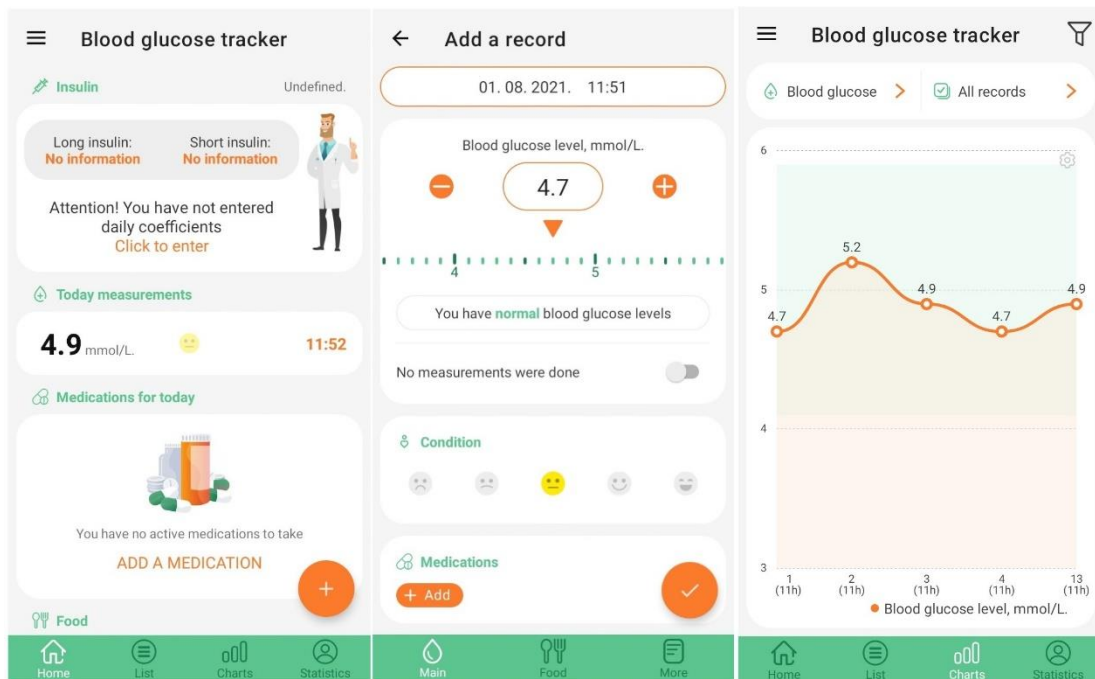 Blood glucose tracker
Insulin
Undefined.
Long insulin:
No information
Short insulin:
No information
Attention! You have not entered
daily coefficients
Click to enter
Today measurements
4.9 mmol/L.
11:52
Medications for today
You have no active medications to take
ADD A MEDICATION
+
Food
Home
List
Charts
Statistics
Add a record
01. 08. 2021. 11:51
Blood glucose level, mmol/L.
4.7
4
5
You have normal blood glucose levels
No measurements were done
Condition
Medications
+ Add
Main
Food
More
Blood glucose tracker
Blood glucose
All records
6
5
4
3
4.7
5.2
4.9
4.7
4.9
1
(11h)
2
(11h)
3
(11h)
4
(11h)
13
(11h)
Blood glucose level, mmol/L.
Home
List
Charts
Statistics